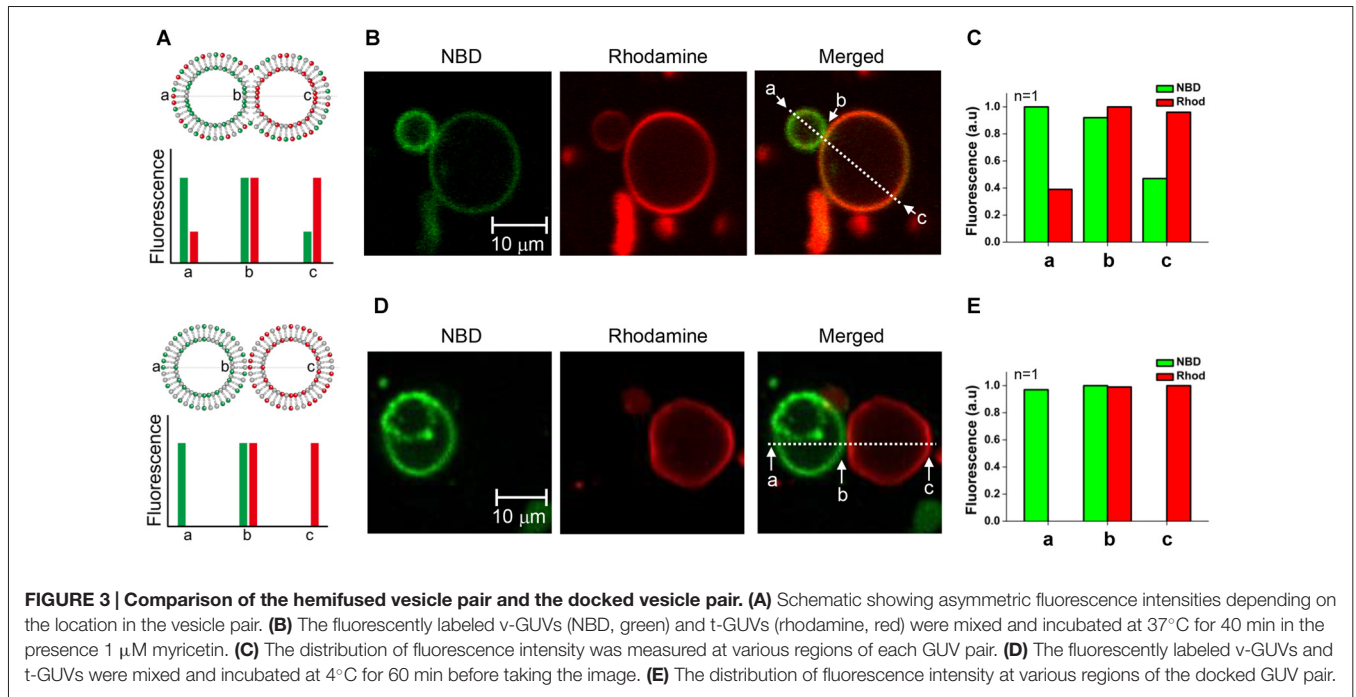 A
a
b
c
Fluorescence
a
b
c
a
b
c
Fluorescence
a
b
c
B
NBD
Rhodamine
Merged
10 μm
a
b
c
C
NBD
Rhod
n=1
Fluorescence (a.u)
1.0
0.8
0.6
0.4
0.2
0.0
a
b
c
D
NBD
Rhodamine
Merged
10 μm
a
b
c
E
NBD
Rhod
n=1
Fluorescence (a.u)
1.0
0.8
0.6
0.4
0.2
0.0
a
b
c
FIGURE 3 | Comparison of the hemifused vesicle pair and the docked vesicle pair. (A) Schematic showing asymmetric fluorescence intensities depending on
the location in the vesicle pair. (B) The fluorescently labeled v-GUVs (NBD, green) and t-GUVs (rhodamine, red) were mixed and incubated at 37°C for 40 min in the
presence 1 μM myricetin. (C) The distribution of fluorescence intensity was measured at various regions of each GUV pair. (D) The fluorescently labeled v-GUVs and
t-GUVs were mixed and incubated at 4°C for 60 min before taking the image. (E) The distribution of fluorescence intensity at various regions of the docked GUV pair.